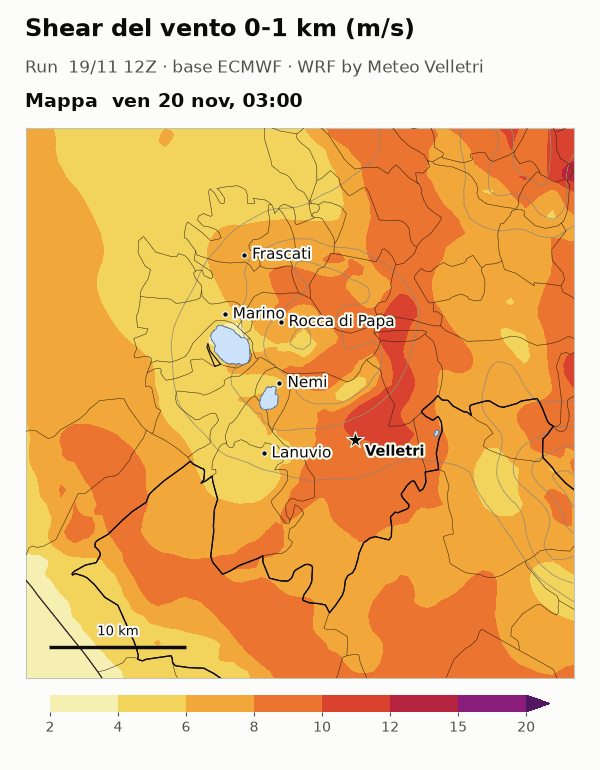 Shear del vento 0-1 km (m/s)
Run 19/11 12Z · base ECMWF · WRF by Meteo Velletri
Mappa ven 20 nov, 03:00
Frascati
Marino
Rocca di Papa
Nemi
Velletri
Lanuvio
10 km
2 4 6 8 10 12 15 20